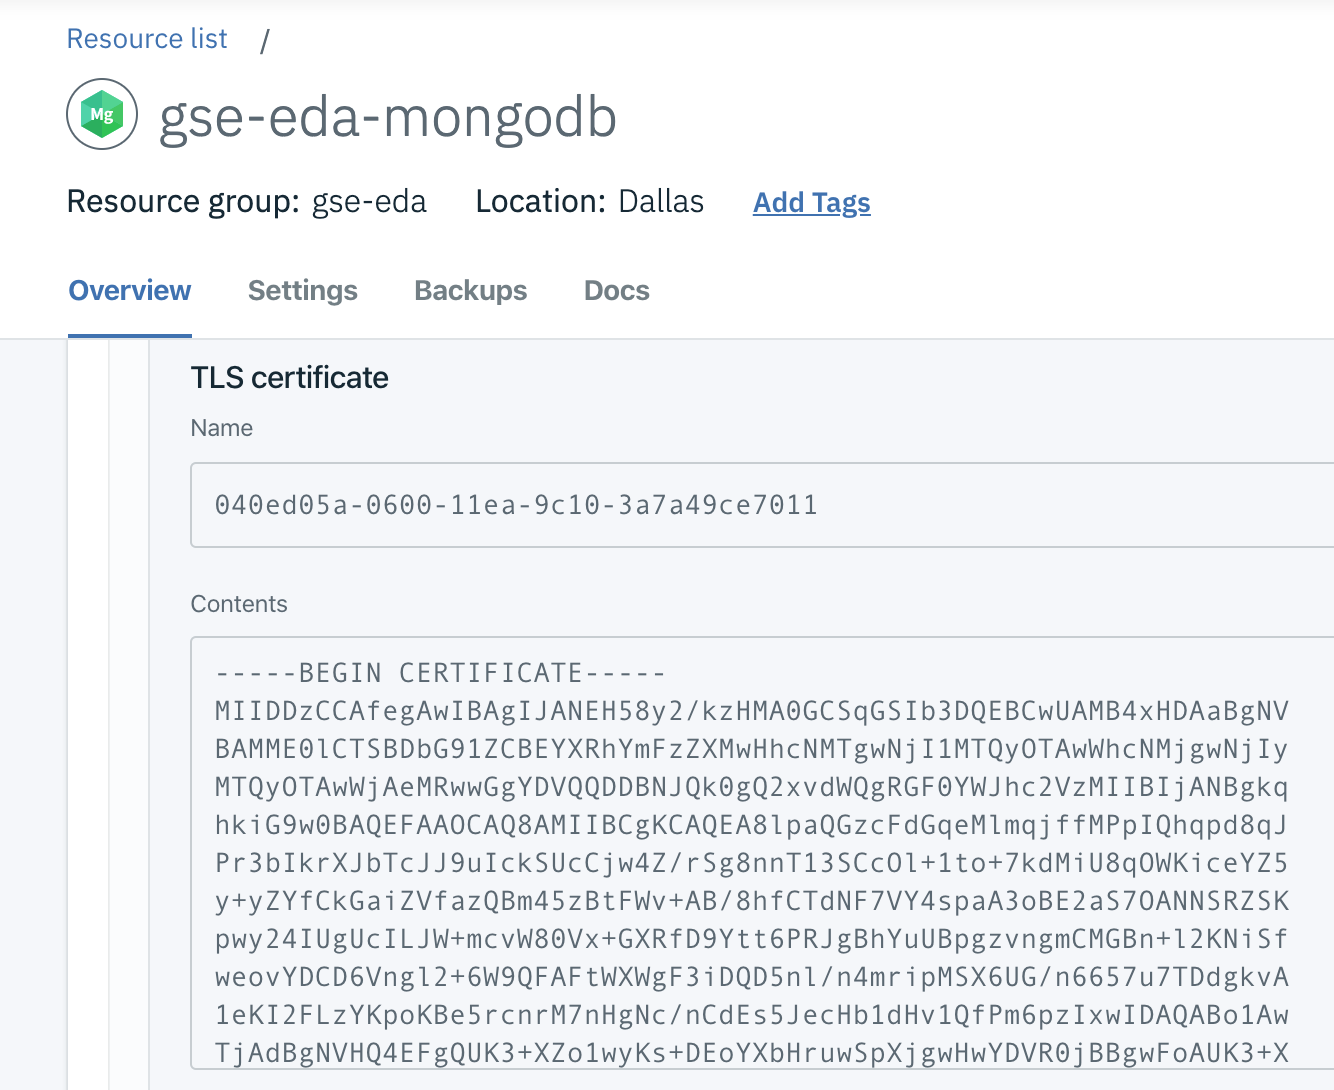 Resource list /
Mg
gse-eda-mongodb
Resource group: gse-eda Location: Dallas Add Tags
Overview Settings Backups Docs
TLS certificate
Name
040ed05a-0600-11ea-9c10-3a7a49ce7011
Contents
-----BEGIN CERTIFICATE-----
MIIDDzCCAfegAwIBAgIJANEH58y2/kzHMA0GCSqGSIb3DQEBCwUAMB4xHDAaBgNV
BAMME0lCTSBDbG91ZCBEYXRhYmFzZXMwHhcNMTgwNjI1MTQyOTAwWhcNMjgwNjIy
MTQyOTAwWjAeMRwwGgYDVQQDDBNJQk0gQ2xvdWQgRGF0YWJhc2VzMIIBIjANBgkq
hkiG9w0BAQEFAAOCAQ8AMIIBCgKCAQEA8lpaQGzcFdGqeMlmqjffMPpIQhqpd8qJ
Pr3bIkrXJbTcJJ9uIckSUcCjw4Z/rSg8nnT13SCcOl+1to+7kdMiU8qOWKiceYZ5
y+yZYfCkGaiZVfazQBm45zBtFWv+AB/8hfCTdNF7VY4spaA3oBE2aS7OANNSRZSK
pwy24IUgUcILJW+mcvW80Vx+GXRfD9Ytt6PRJgBhYuUBpgzvngmCMGBn+l2KNiSf
weovYDCD6Vngl2+6W9QFAFtWXWgF3iDQD5nl/n4mripMSX6UG/n6657u7TDdgkvA
1eKI2FLzYKpoKBe5rcnrM7nHgNc/nCdEs5JecHb1dHv1QfPm6pzIxwIDAQABo1Aw
TjAdBgNVHQ4EFgQUK3+XZo1wyKs+DEoYXbHruwSpXjgwHwYDVR0jBBgwFoAUK3+X